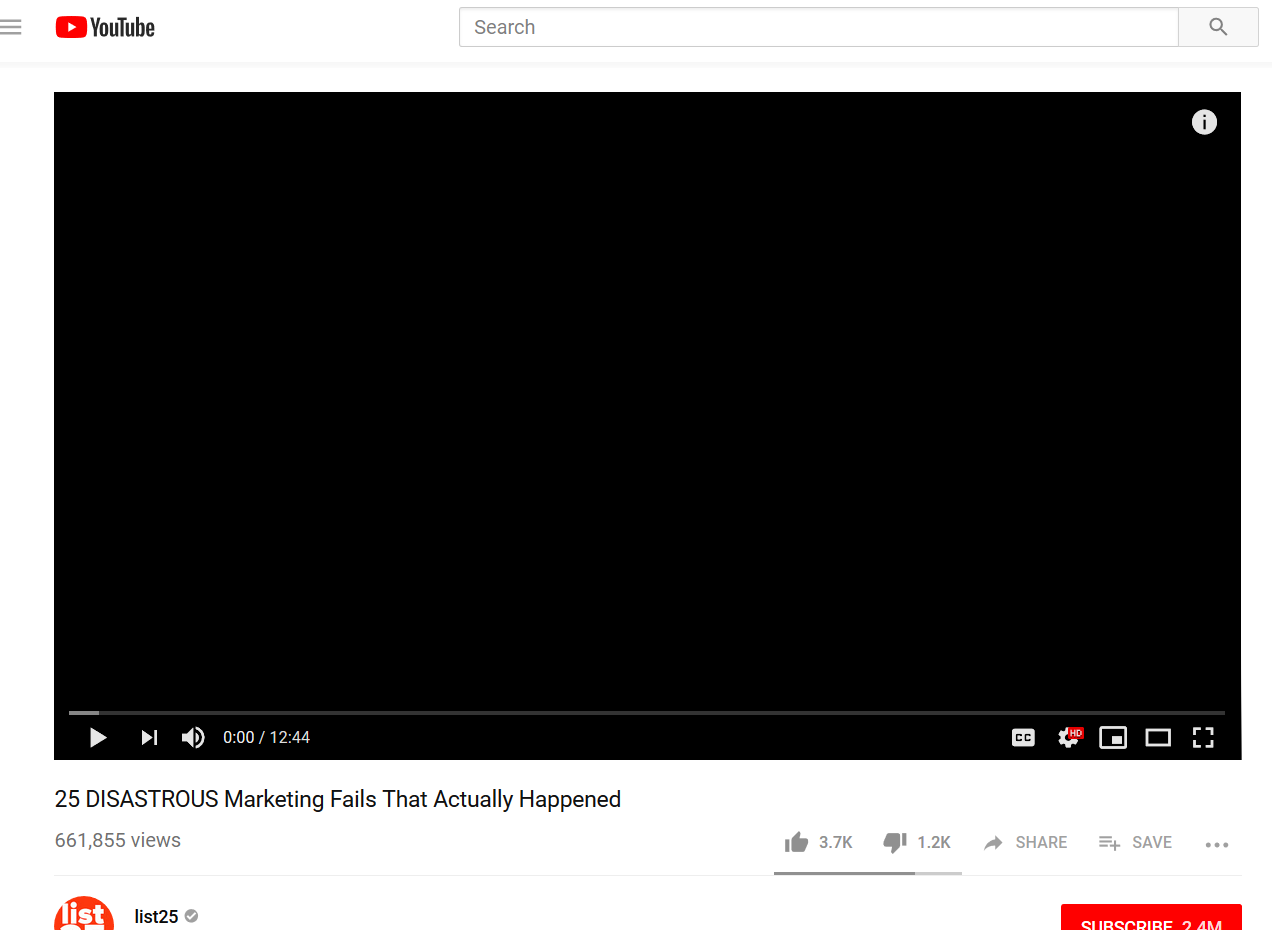 YouTube
Search
i
0:00 / 12:44
CC
HD
25 DISASTROUS Marketing Fails That Actually Happened
661,855 views
3.7K
1.2K
SHARE
SAVE
list
list25
SUBSCRIBE 2.4M